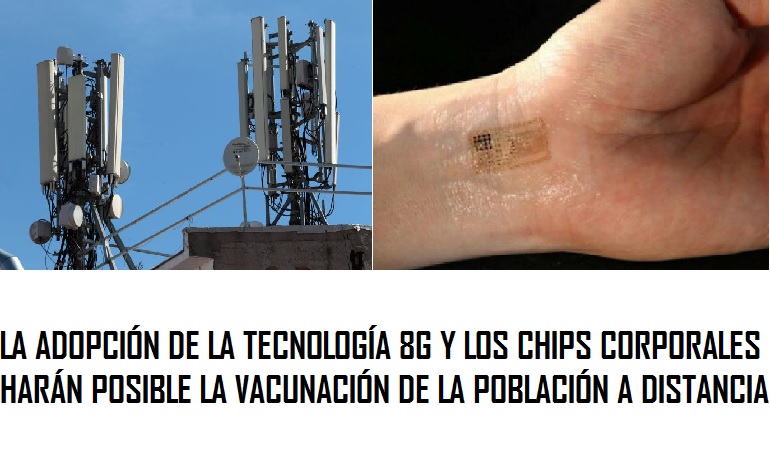 LA ADOPCIÓN DE LA TECNOLOGÍA 8G Y LOS CHIPS CORPORALES
HARÁN POSIBLE LA VACUNACIÓN DE LA POBLACIÓN A DISTANCIA